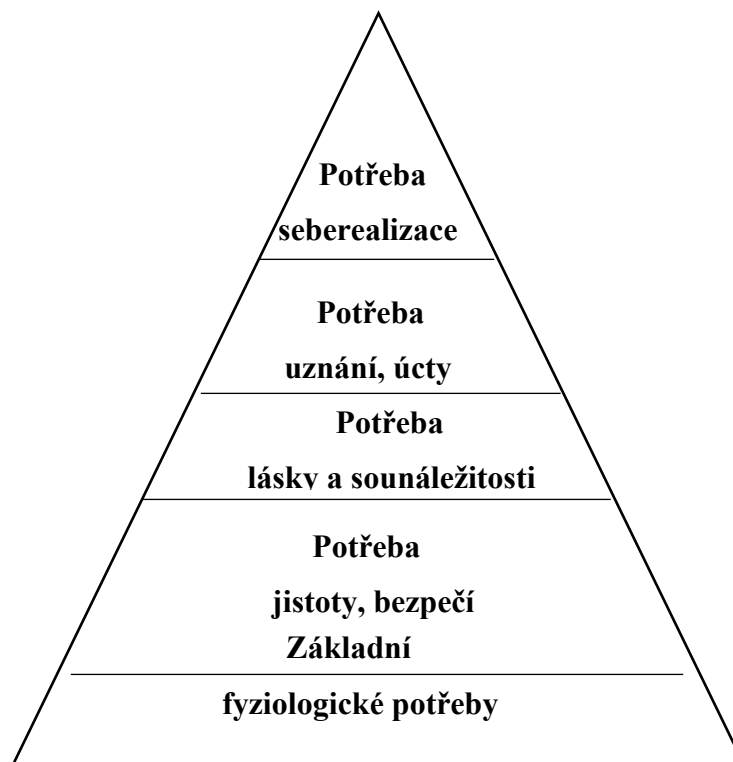 Potřeba
seberealizace
Potřeba
uznání, úcty
Potřeba
lásky a sounáležitosti
Potřeba
jistoty, bezpečí
Základní
fyziologické potřeby